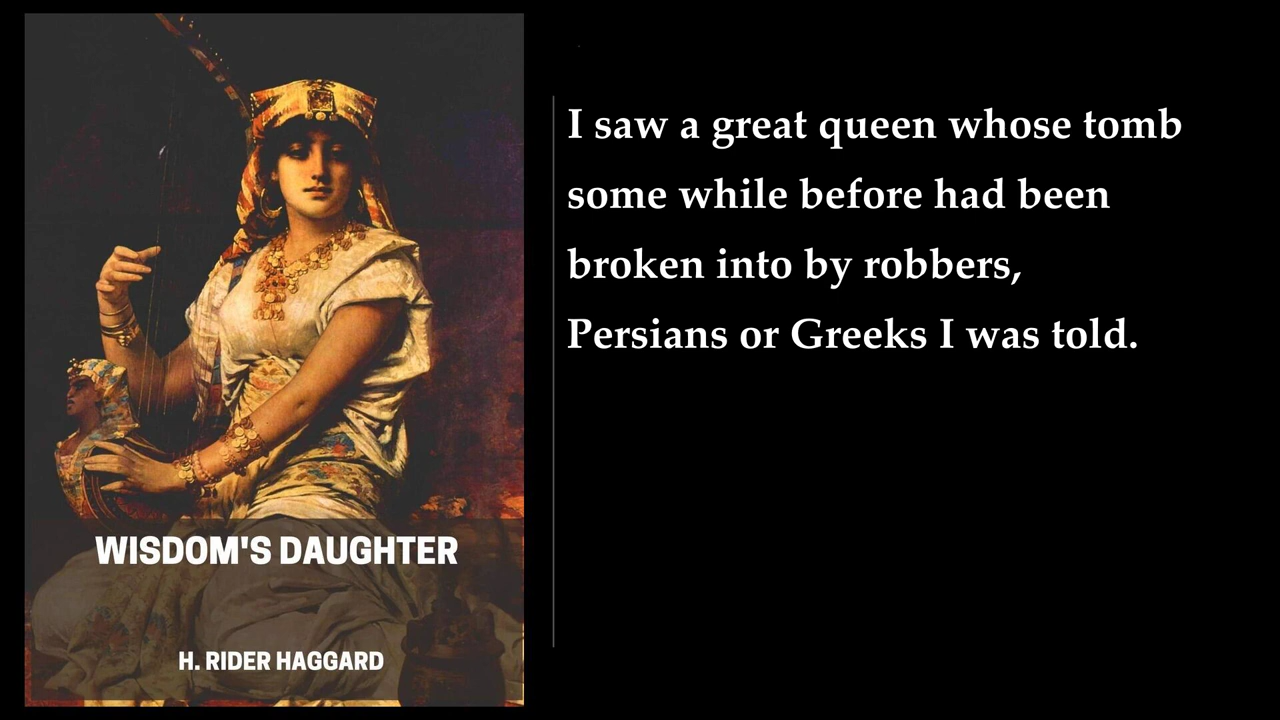 WISDOM'S DAUGHTER
H. RIDER HAGGARD
I saw a great queen whose tomb
some while before had been
broken into by robbers,
Persians or Greeks I was told.